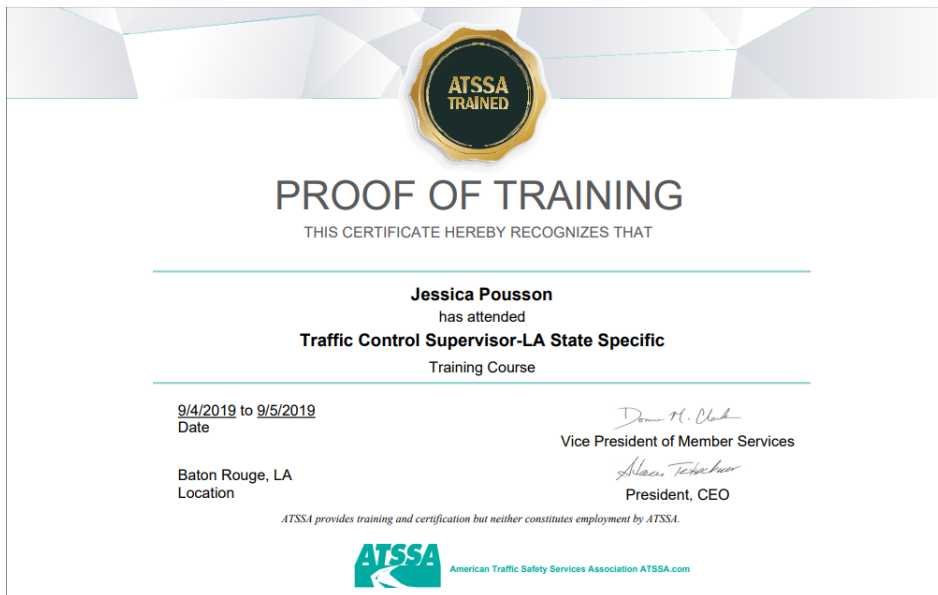 ATSSA
TRAINED
PROOF OF TRAINING
THIS CERTIFICATE HEREBY RECOGNIZES THAT
Jessica Pousson
has attended
Traffic Control Supervisor-LA State Specific
Training Course
9/4/2019 to 9/5/2019
Date
Donna M. Clark
Vice President of Member Services
Baton Rouge, LA
Location
President, CEO
ATSSA provides training and certification but neither constitutes employment by ATSSA.
ATSSA
American Traffic Safety Services Association ATSSA.com